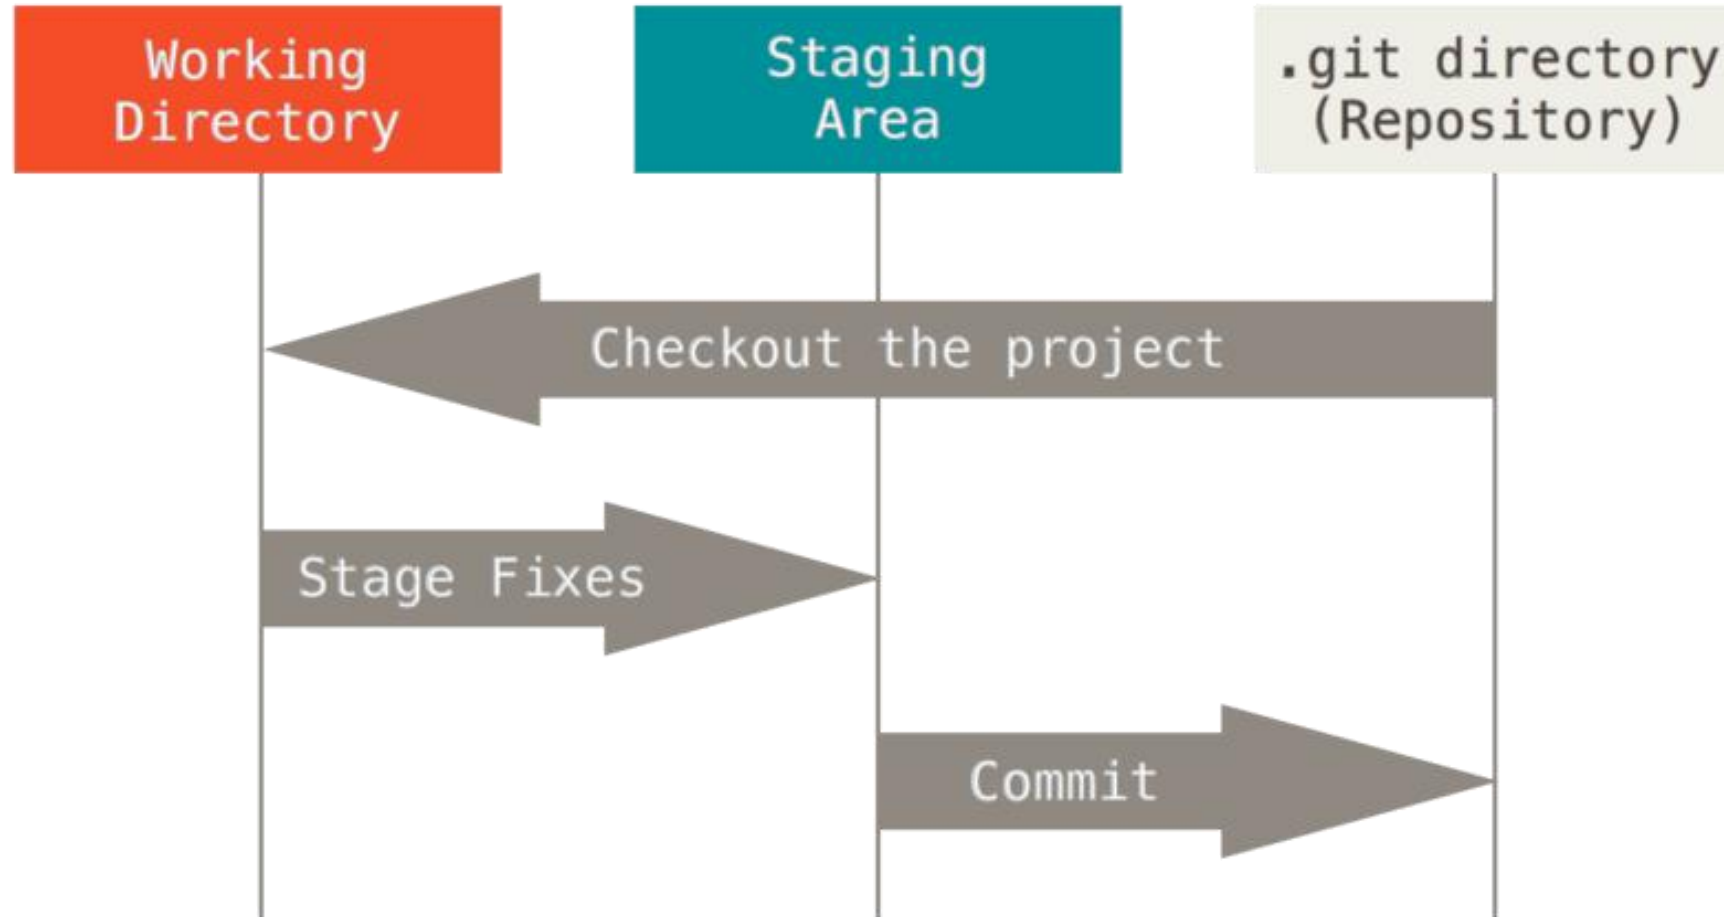 Working
Directory
Staging
Area
.git directory
(Repository)
Checkout the project
Stage Fixes
Commit